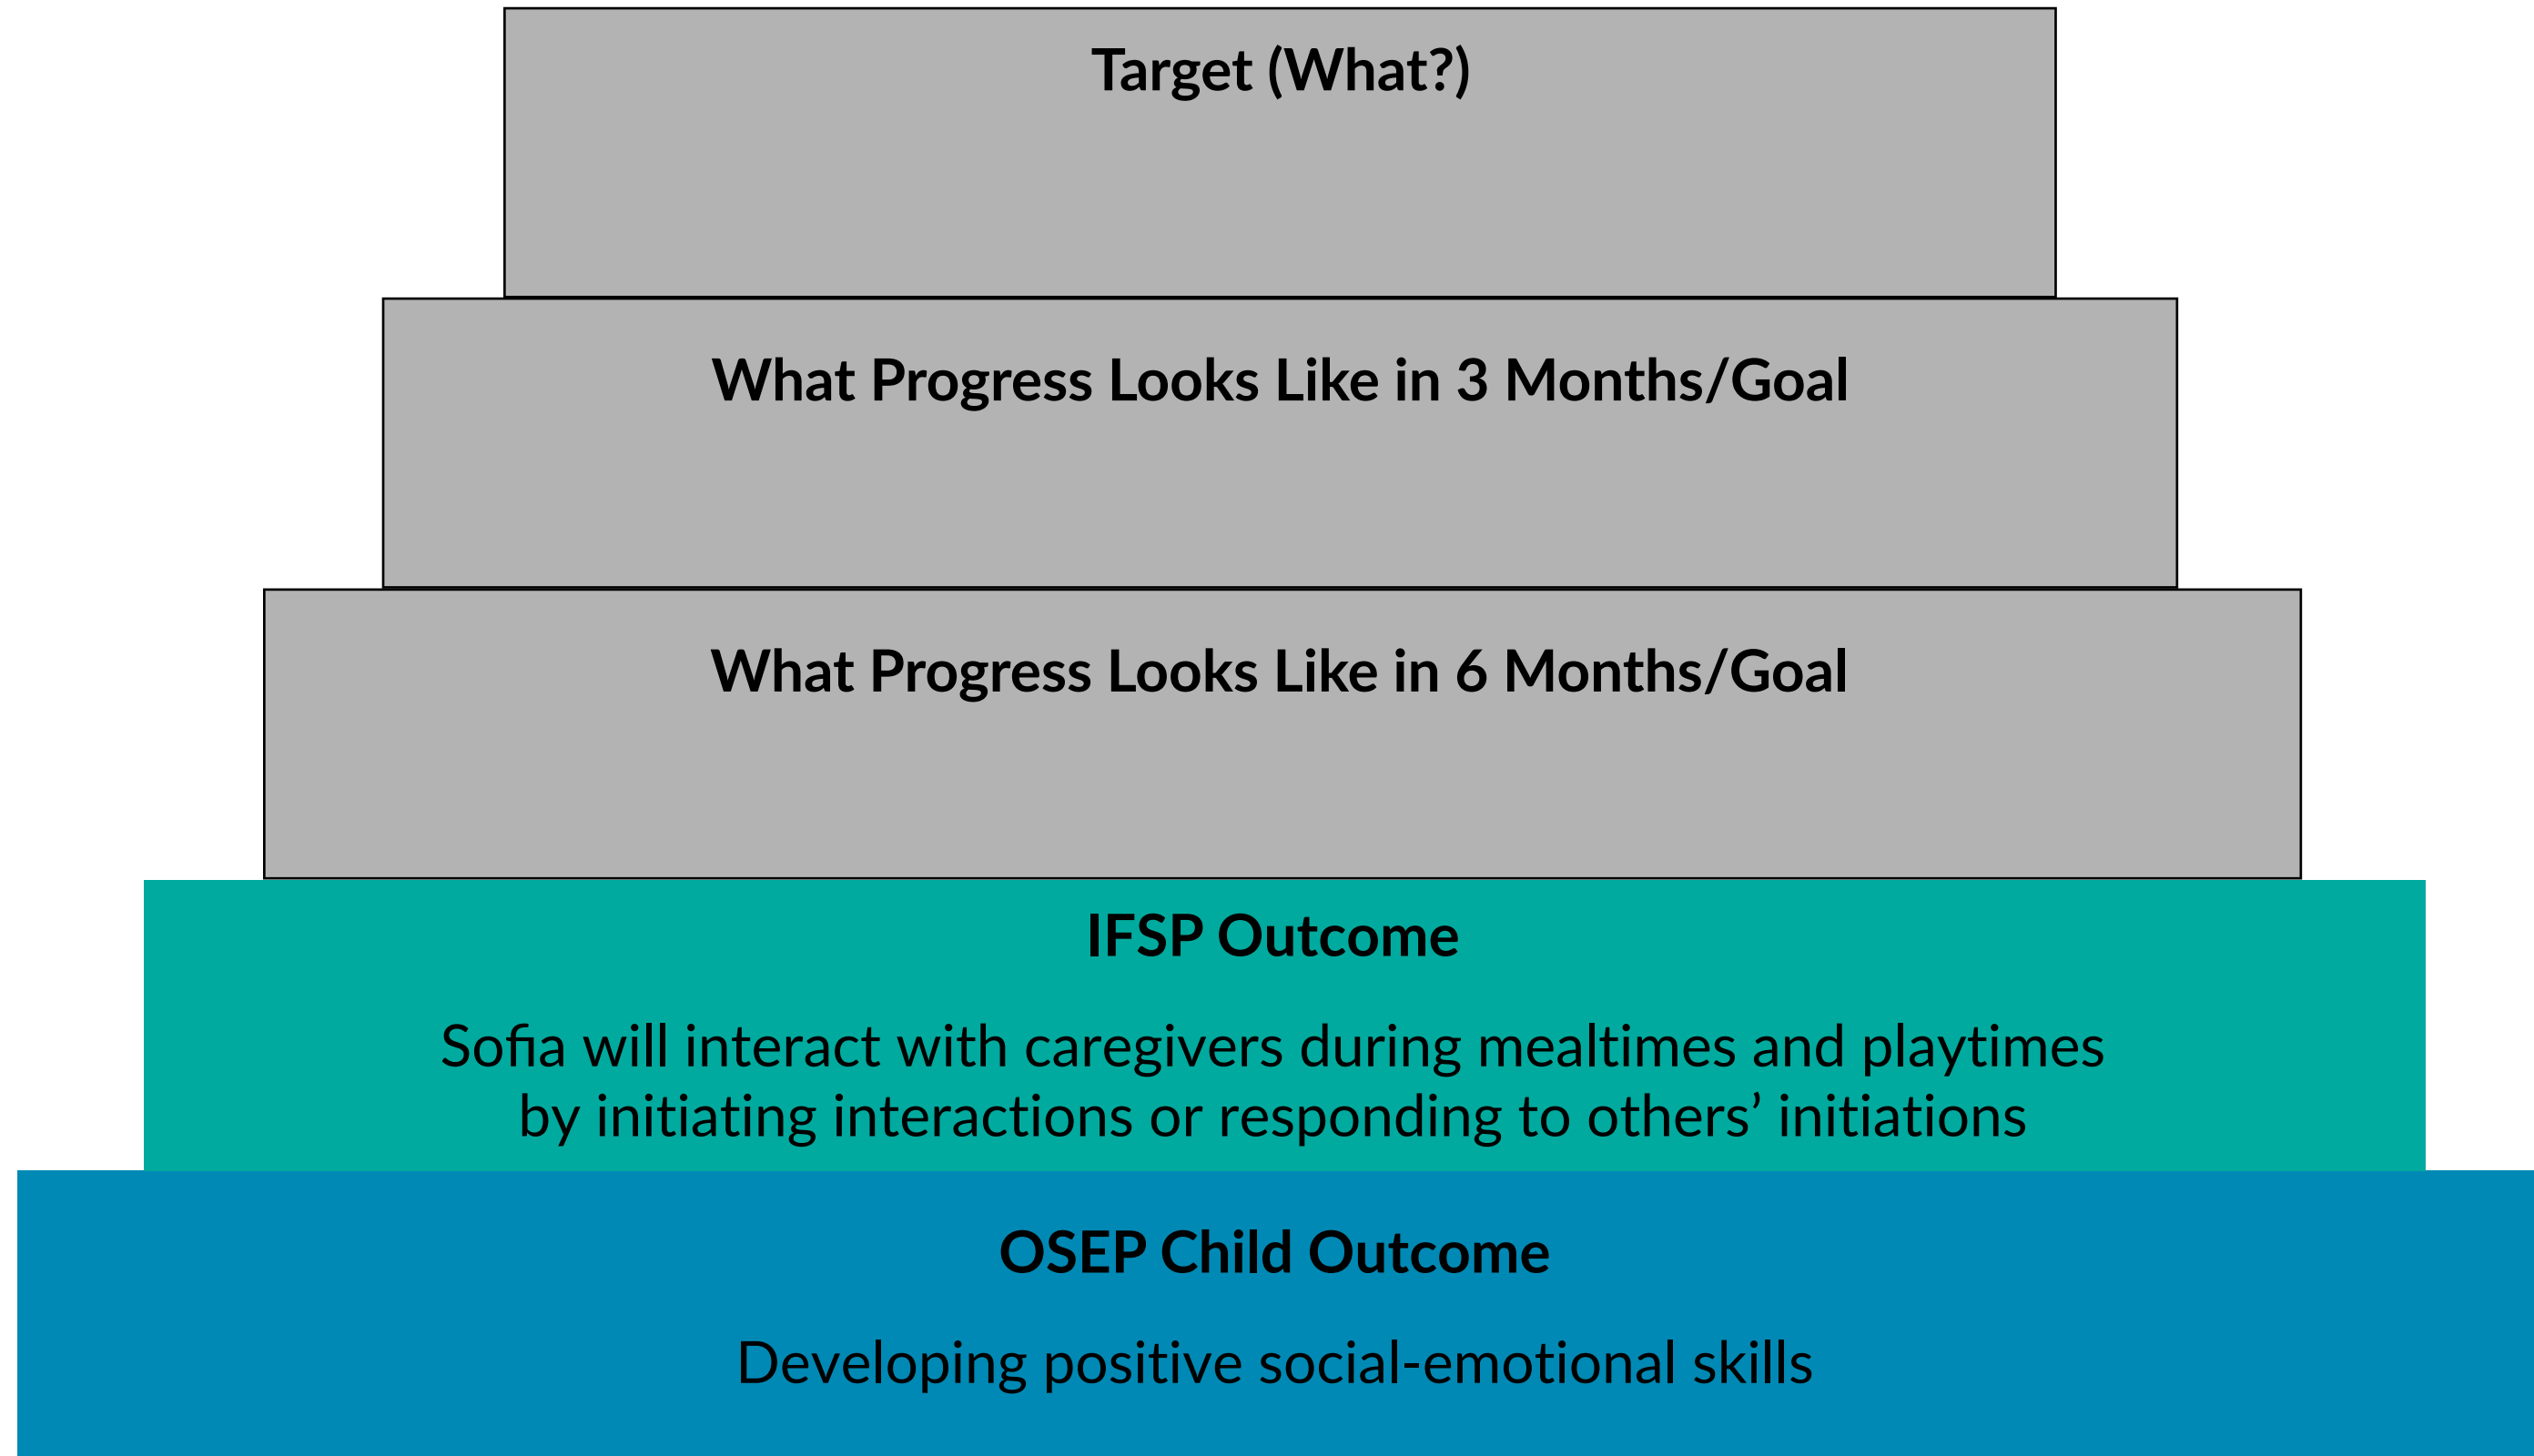 Target (What?)
What Progress Looks Like in 3 Months/Goal
What Progress Looks Like in 6 Months/Goal
IFSP Outcome
Sofia will interact with caregivers during mealtimes and playtimes
by initiating interactions or responding to others’ initiations
OSEP Child Outcome
Developing positive social-emotional skills